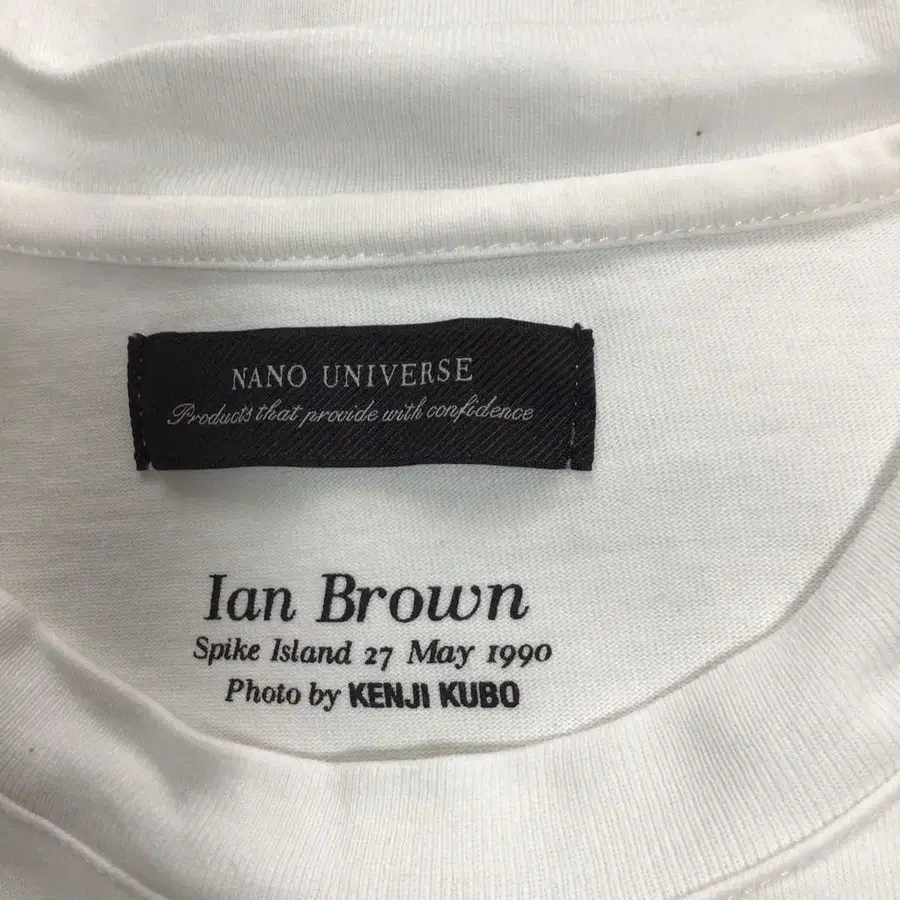 NANO UNIVERSE
Products that provide with confidence
Ian Brown
Spike Island 27 May 1990
Photo by KENJI KUBO